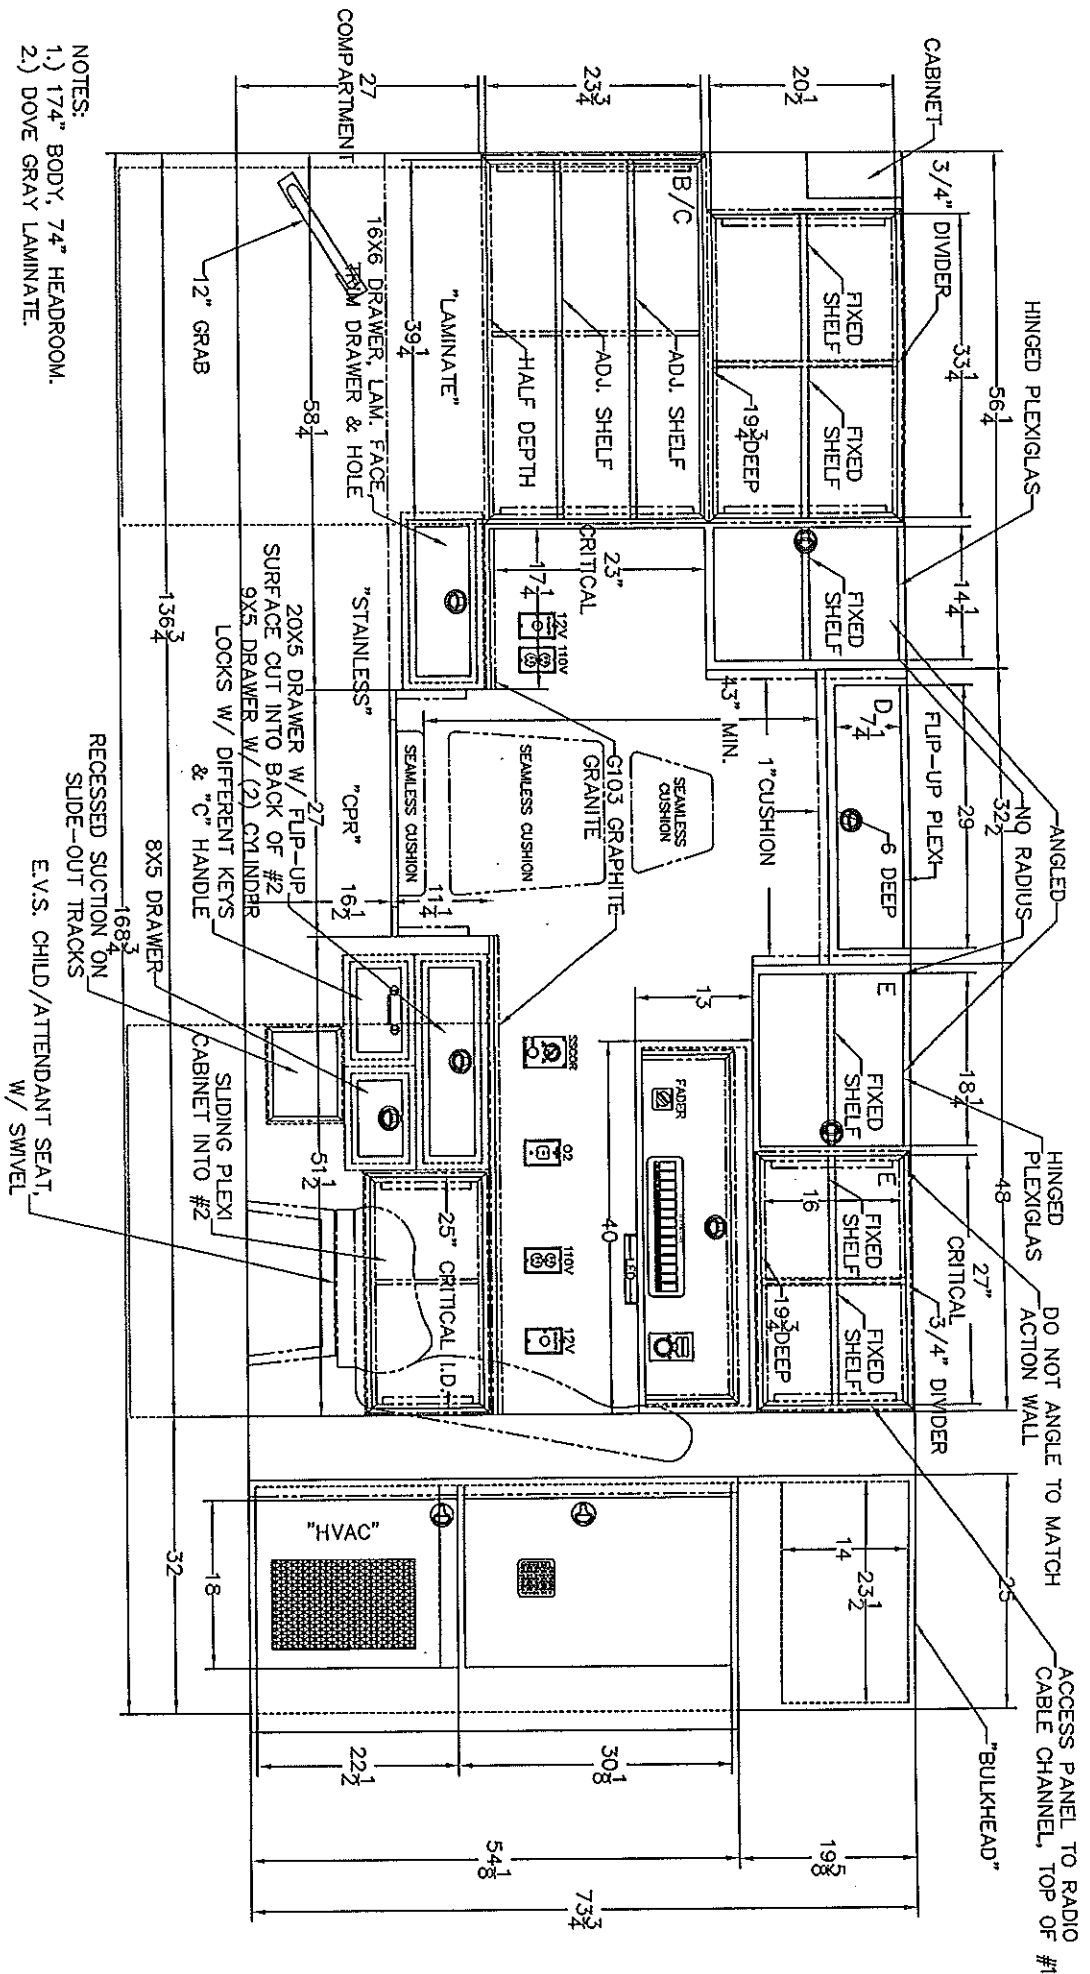 ACCESS PANEL TO RADIO
CABLE CHANNEL, TOP OF #1
"BULKHEAD"
DO NOT ANGLE TO MATCH
ACTION WALL
HINGED
PLEXIGLAS
ANGLED
NO RADIUS
HINGED PLEXIGLAS
CABINET
3/4" DIVIDER
56 1/4
32 1/2
48
25
33 1/4
14 1/4
29
18 1/4
27"
CRITICAL
3/4" DIVIDER
23 1/2
14
FLIP-UP PLEXI
D
7 1/4
6 DEEP
E
E
16
FIXED
SHELF
FIXED
SHELF
FIXED
SHELF
FIXED
SHELF
FIXED
SHELF
FIXED
SHELF
19 3/4 DEEP
19 3/4 DEEP
20 1/2
23 3/4
27
COMPARTMENT
B/C
ADJ. SHELF
ADJ. SHELF
HALF DEPTH
23"
CRITICAL
17 1/4
12V
110V
43" MIN.
1" CUSHION
SEAMLESS
CUSHION
SEAMLESS CUSHION
SEAMLESS CUSHION
G103 GRAPHITE
GRANITE
13
40
FADER
LED
SSCOR
O2
110V
12V
"LAMINATE"
39 1/4
16X6 DRAWER, LAM. FACE
TRIM DRAWER & HOLE
12" GRAB
58 1/4
"STAINLESS"
"CPR"
27
11 1/4
16 1/2
20X5 DRAWER W/ FLIP-UP
SURFACE CUT INTO BACK OF #2
9X5 DRAWER W/ (2) CYLINDER
LOCKS W/ DIFFERENT KEYS
& "C" HANDLE
8X5 DRAWER
RECESSED SUCTION ON
SLIDE-OUT TRACKS
25" CRITICAL I.D.
SLIDING PLEXI
CABINET INTO #2
E.V.S. CHILD/ATTENDANT SEAT,
W/ SWIVEL
51 1/2
136 3/4
32
168 3/4
"HVAC"
18
22 1/2
30 1/8
54 1/8
19 5/8
73 3/4
NOTES:
1.) 174" BODY, 74" HEADROOM.
2.) DOVE GRAY LAMINATE.